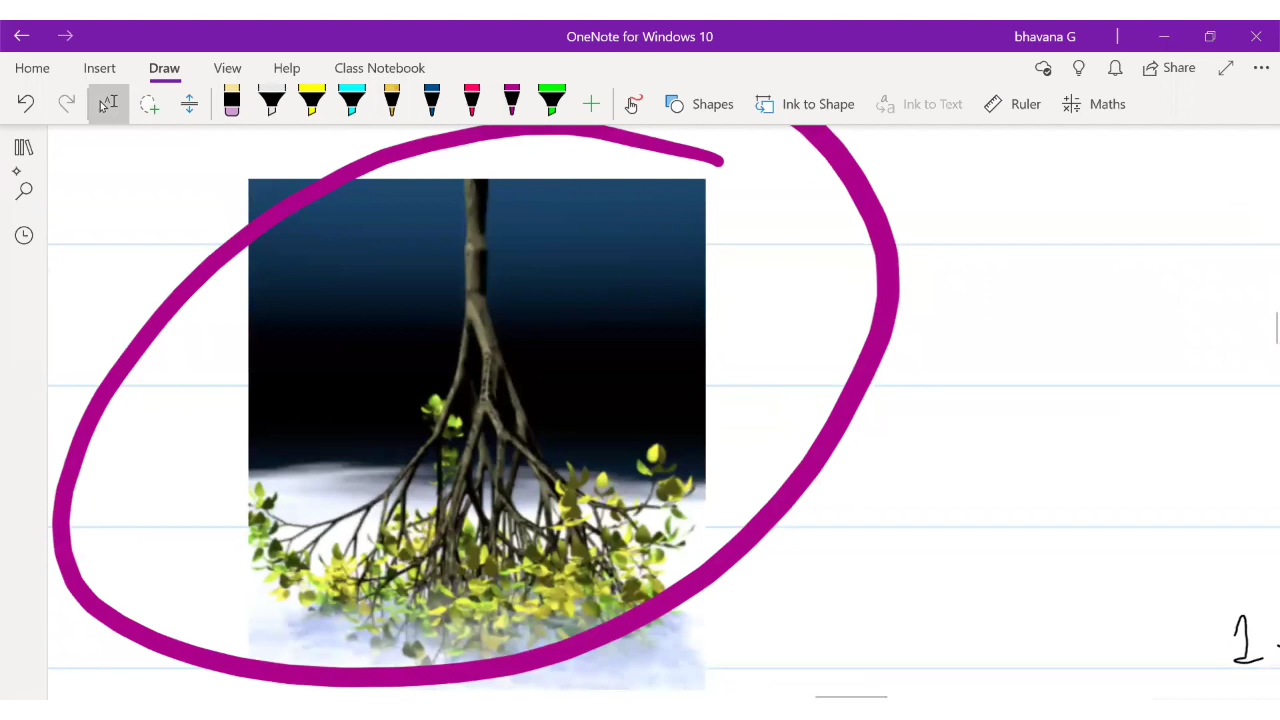 OneNote for Windows 10
bhavana G
Home Insert Draw View Help Class Notebook Share
Shapes Ink to Shape Ink to Text Ruler Maths
1.